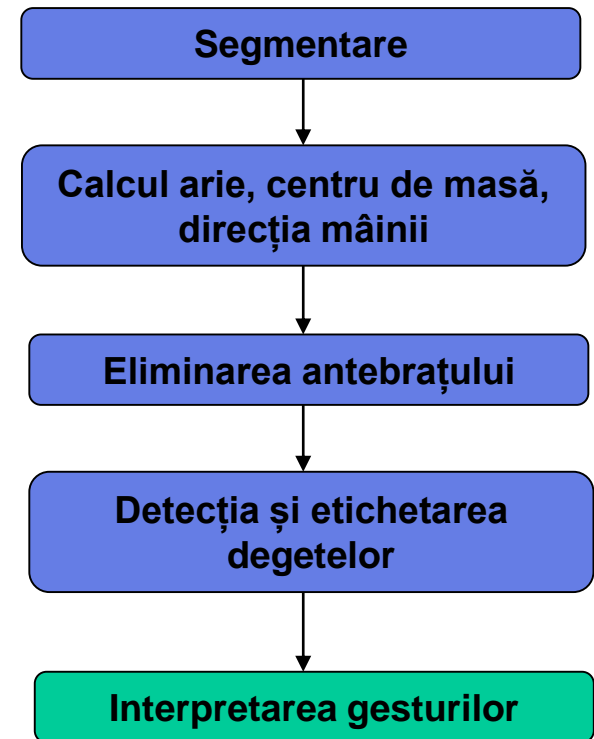 Segmentare
Calcul arie, centru de masă,
direcția mâinii
Eliminarea antebrațului
Detecția și etichetarea
degetelor
Interpretarea gesturilor